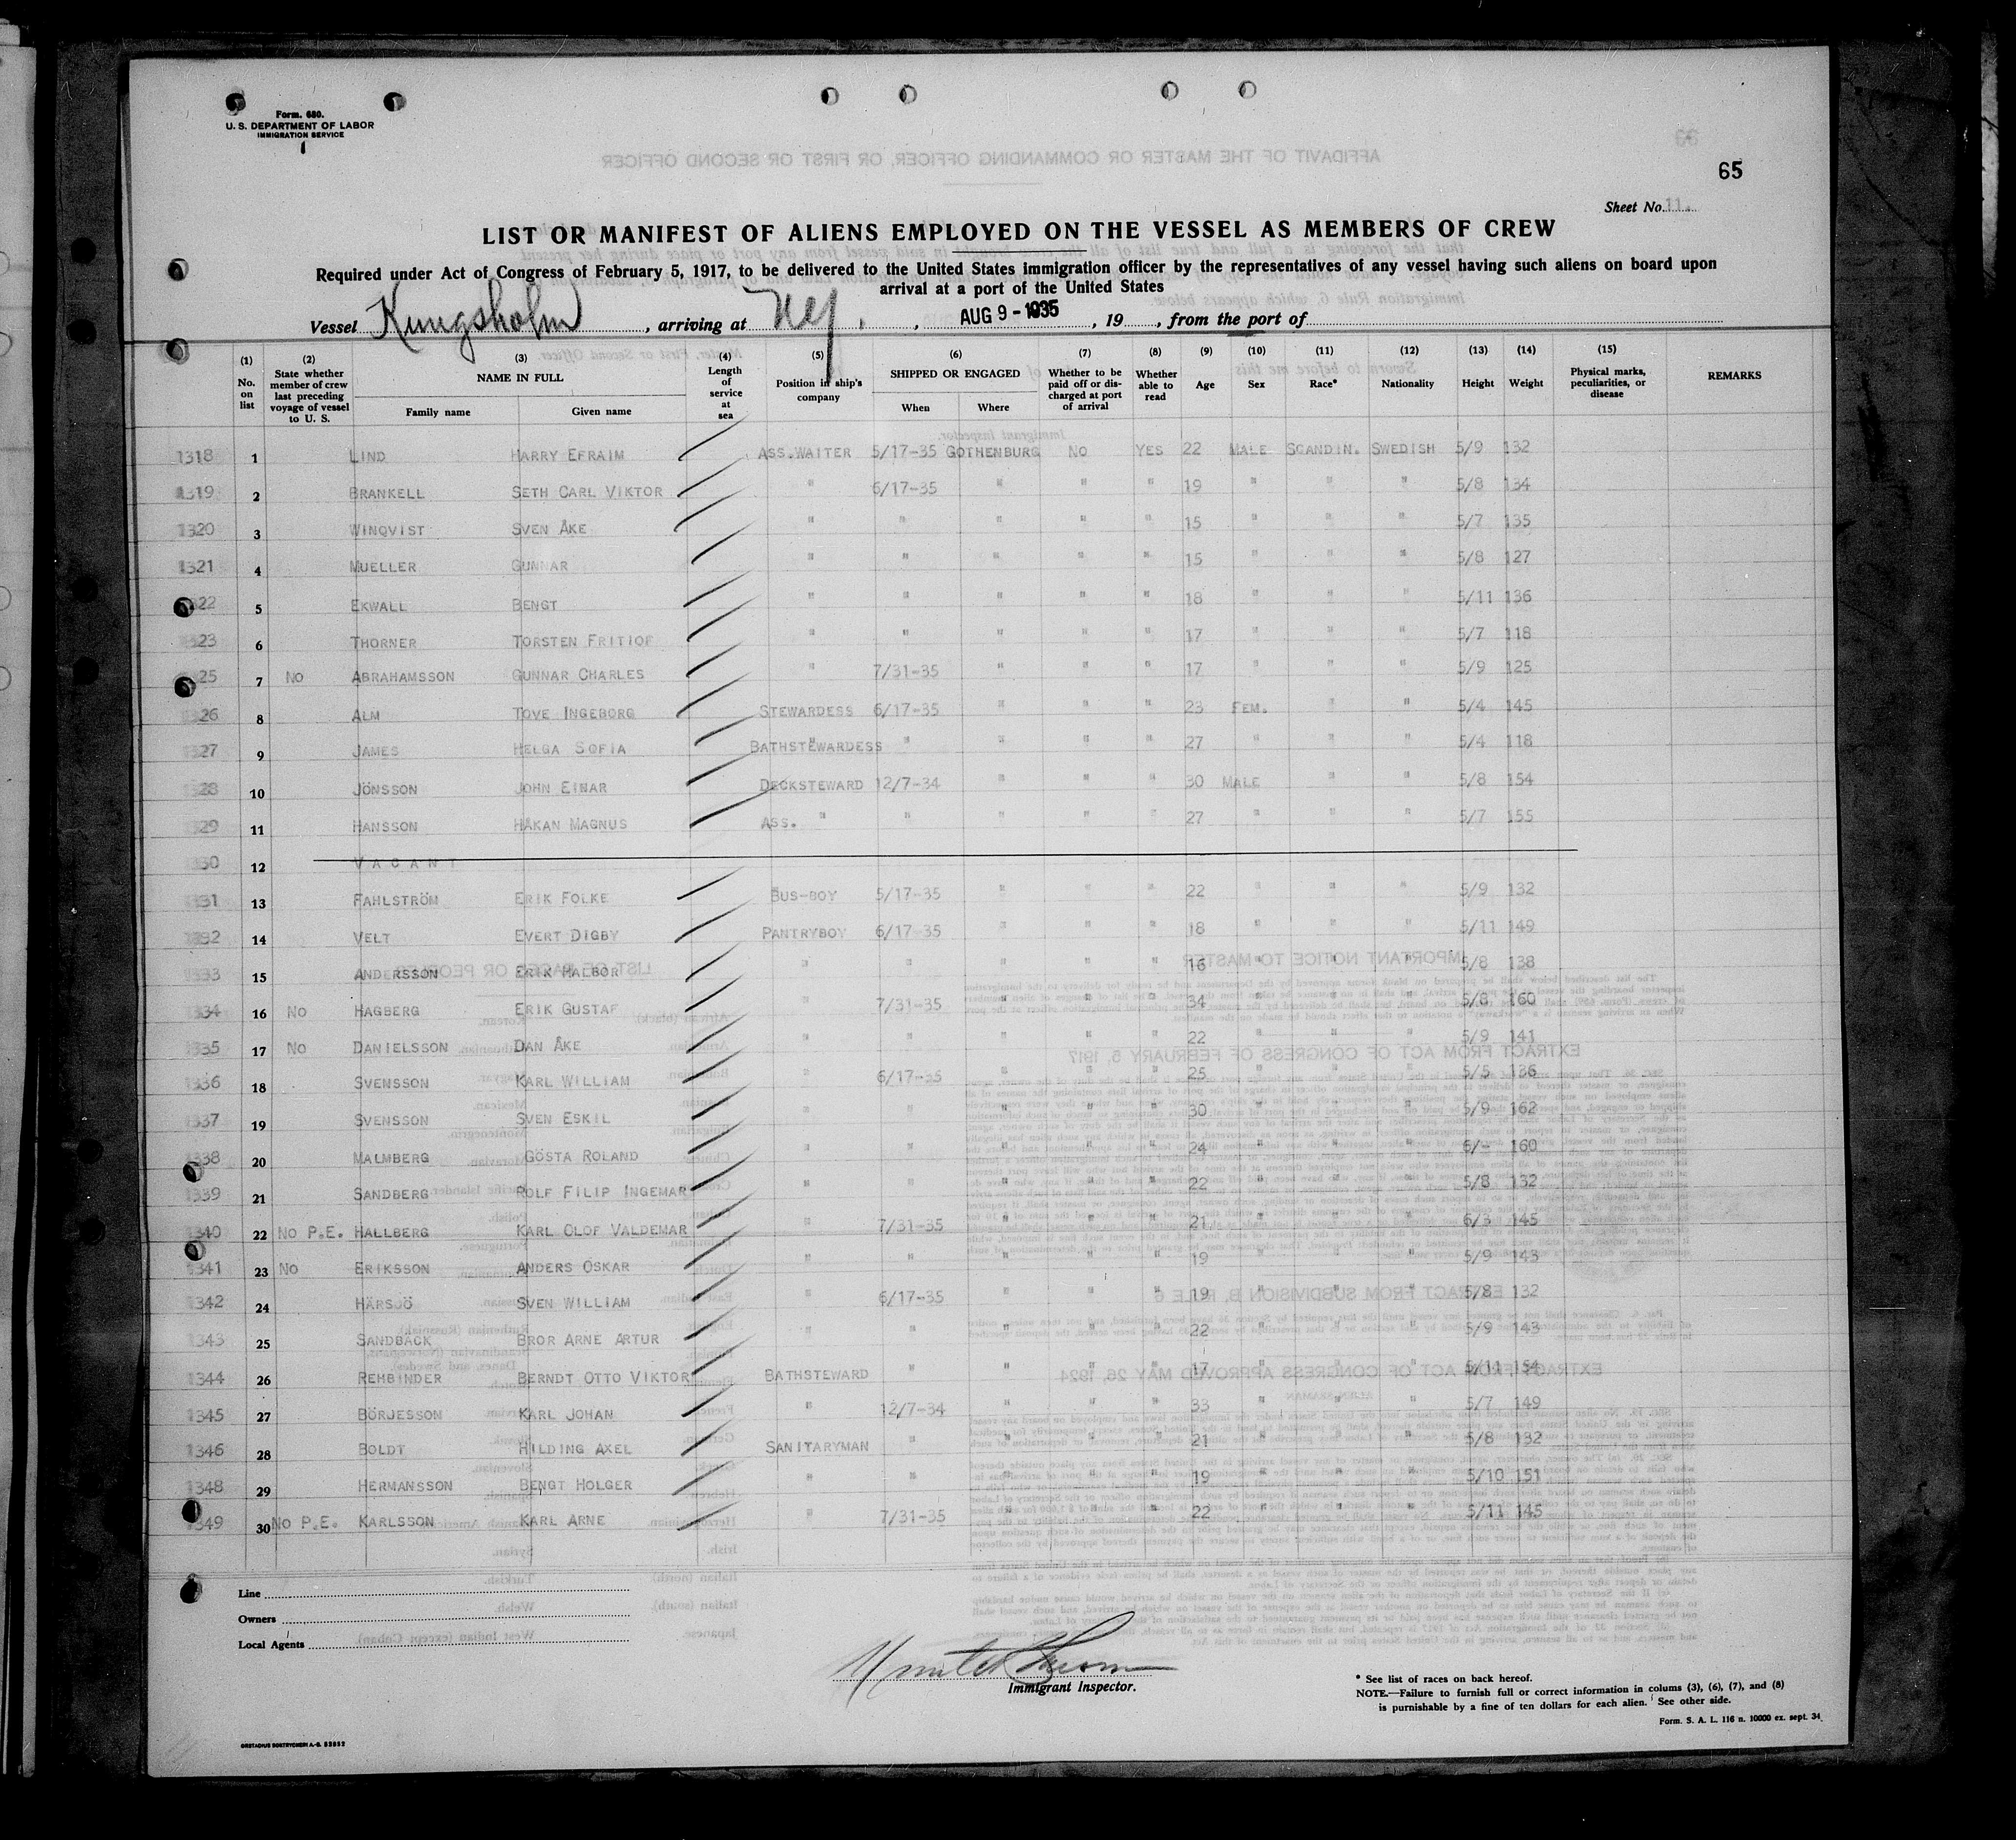 Form. 680.
U. S. DEPARTMENT OF LABOR
IMMIGRATION SERVICE
65
Sheet No. 11.
LIST OR MANIFEST OF ALIENS EMPLOYED ON THE VESSEL AS MEMBERS OF CREW
Required under Act of Congress of February 5, 1917, to be delivered to the United States immigration officer by the representatives of any vessel having such aliens on board upon
arrival at a port of the United States
Vessel Kungsholm, arriving at , AUG 9 - 1935, 19 , from the port of
(1) No. on list (2) State whether member of crew last preceding voyage of vessel to U. S. (3) NAME IN FULL Family name Given name (4) Length of service at sea (5) Position in ship's company (6) SHIPPED OR ENGAGED When Where (7) Whether to be paid off or discharged at port of arrival (8) Whether able to read (9) Age (10) Sex (11) Race* (12) Nationality (13) Height (14) Weight (15) Physical marks, peculiarities, or disease REMARKS
1318 1 LIND HARRY EFRAIM ASS.WAITER 5/17-35 GOTHENBURG NO YES 22 MALE SCANDIN. SWEDISH 5/9 132
1319 2 BRANKELL SETH CARL VIKTOR " 6/17-35 " " " 19 " " " 5/8 134
1320 3 WINQVIST SVEN ÅKE " " " " " 15 " " " 5/7 135
1321 4 MUELLER GUNNAR " " " " " 15 " " " 5/8 127
22 5 EKWALL BENGT " " " " " 18 " " " 5/11 136
23 6 THORNER TORSTEN FRITIOF " " " " " 17 " " " 5/7 118
25 7 NO ABRAHAMSSON GUNNAR CHARLES " 7/31-35 " " " 17 " " " 5/9 125
26 8 ALM TOVE INGEBORG STEWARDESS 6/17-35 " " " 23 FEM. " " 5/4 145
27 9 JAMES HELGA SOFIA BATHSTEWARDESS " " " " 27 " " " 5/4 118
28 10 JÖNSSON JOHN EINAR DECKSTEWARD 12/7-34 " " " 30 MALE " " 5/8 154
29 11 HANSSON HÅKAN MAGNUS ASS. " " " " " 27 " " " 5/7 155
30 12 VACANT
31 13 FAHLSTRÖM ERIK FOLKE BUS-BOY 5/17-35 " " " 22 " " " 5/9 132
1332 14 VELT EVERT DIGBY PANTRYBOY 6/17-35 " " " 18 " " " 5/11 149
1333 15 ANDERSSON ERIK HALBOR " " " " " 16 " " " 5/8 138
1334 16 NO HAGBERG ERIK GUSTAF " 7/31-35 " " " 34 " " " 5/8 160
1335 17 NO DANIELSSON DAN ÅKE " " " " " 22 " " " 5/9 141
1336 18 SVENSSON KARL WILLIAM " 6/17-35 " " " 25 " " " 5/5 136
1337 19 SVENSSON SVEN ESKIL " " " " " 30 " " " 5/9 162
1338 20 MALMBERG GÖSTA ROLAND " " " " " 24 " " " 6/- 160
1339 21 SANDBERG ROLF FILIP INGEMAR " " " " " 22 " " " 5/8 132
1340 22 NO P.E. HALLBERG KARL OLOF VALDEMAR " 7/31-35 " " " 21 " " " 6/3 145
1341 23 NO ERIKSSON ANDERS OSKAR " " " " " 19 " " " 5/9 143
1342 24 HÄRSJÖ SVEN WILLIAM " 6/17-35 " " " 19 " " " 5/8 132
1343 25 SANDBÄCK BROR ARNE ARTUR " " " " " 22 " " " 5/9 143
1344 26 REHBINDER BERNDT OTTO VIKTOR BATHSTEWARD " " " " 17 " " " 5/11 154
1345 27 BÖRJESSON KARL JOHAN " 12/7-34 " " " 33 " " " 5/7 149
1346 28 BOLDT HILDING AXEL SANITARYMAN " " " " 21 " " " 5/8 132
1348 29 HERMANSSON BENGT HOLGER " " " " " 19 " " " 5/10 151
1349 30 NO P.E. KARLSSON KARL ARNE " 7/31-35 " " " 22 " " " 5/11 145
Line
Owners
Local Agents
Immigrant Inspector.
* See list of races on back hereof.
NOTE.—Failure to furnish full or correct information in colums (3), (6), (7), and (8)
is punishable by a fine of ten dollars for each alien. See other side.
Form. S. A. L. 116 n. 10000 ex. sept. 34